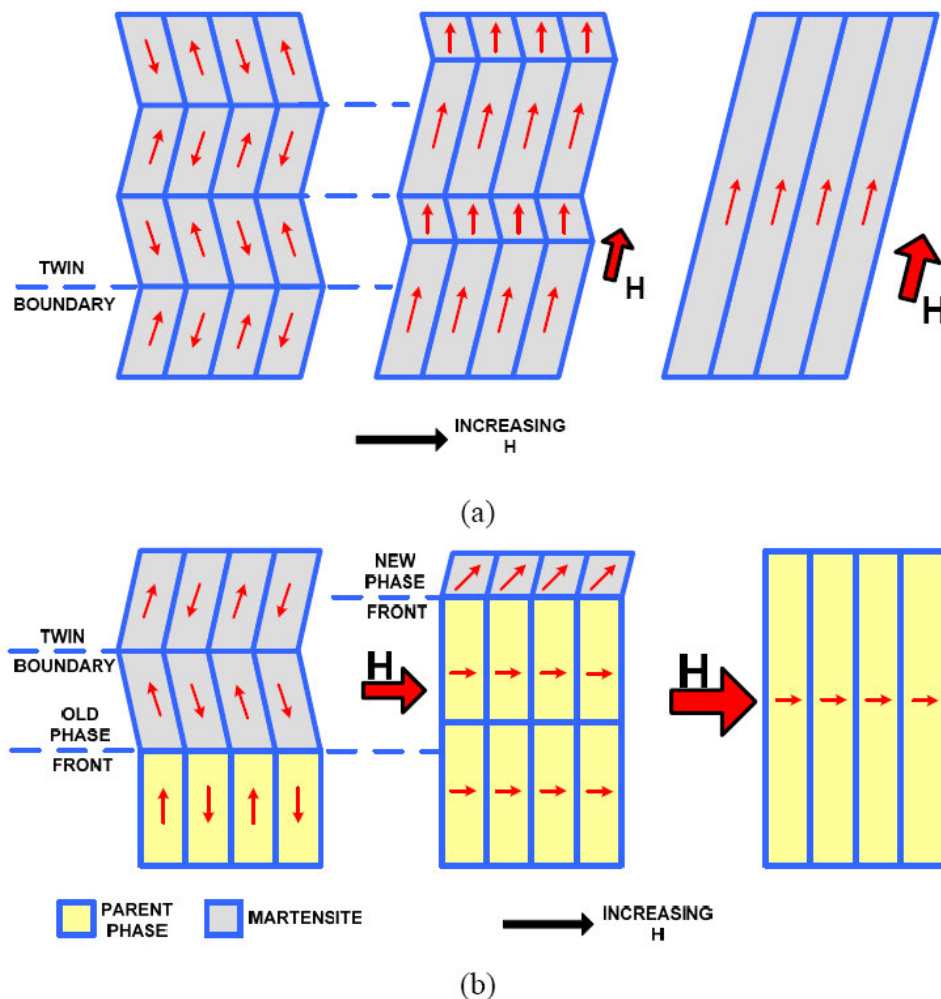 TWIN
BOUNDARY
H
H
INCREASING
H
(a)
NEW
PHASE
FRONT
TWIN
BOUNDARY
OLD
PHASE
FRONT
H
H
PARENT
PHASE
MARTENSITE
INCREASING
H
(b)